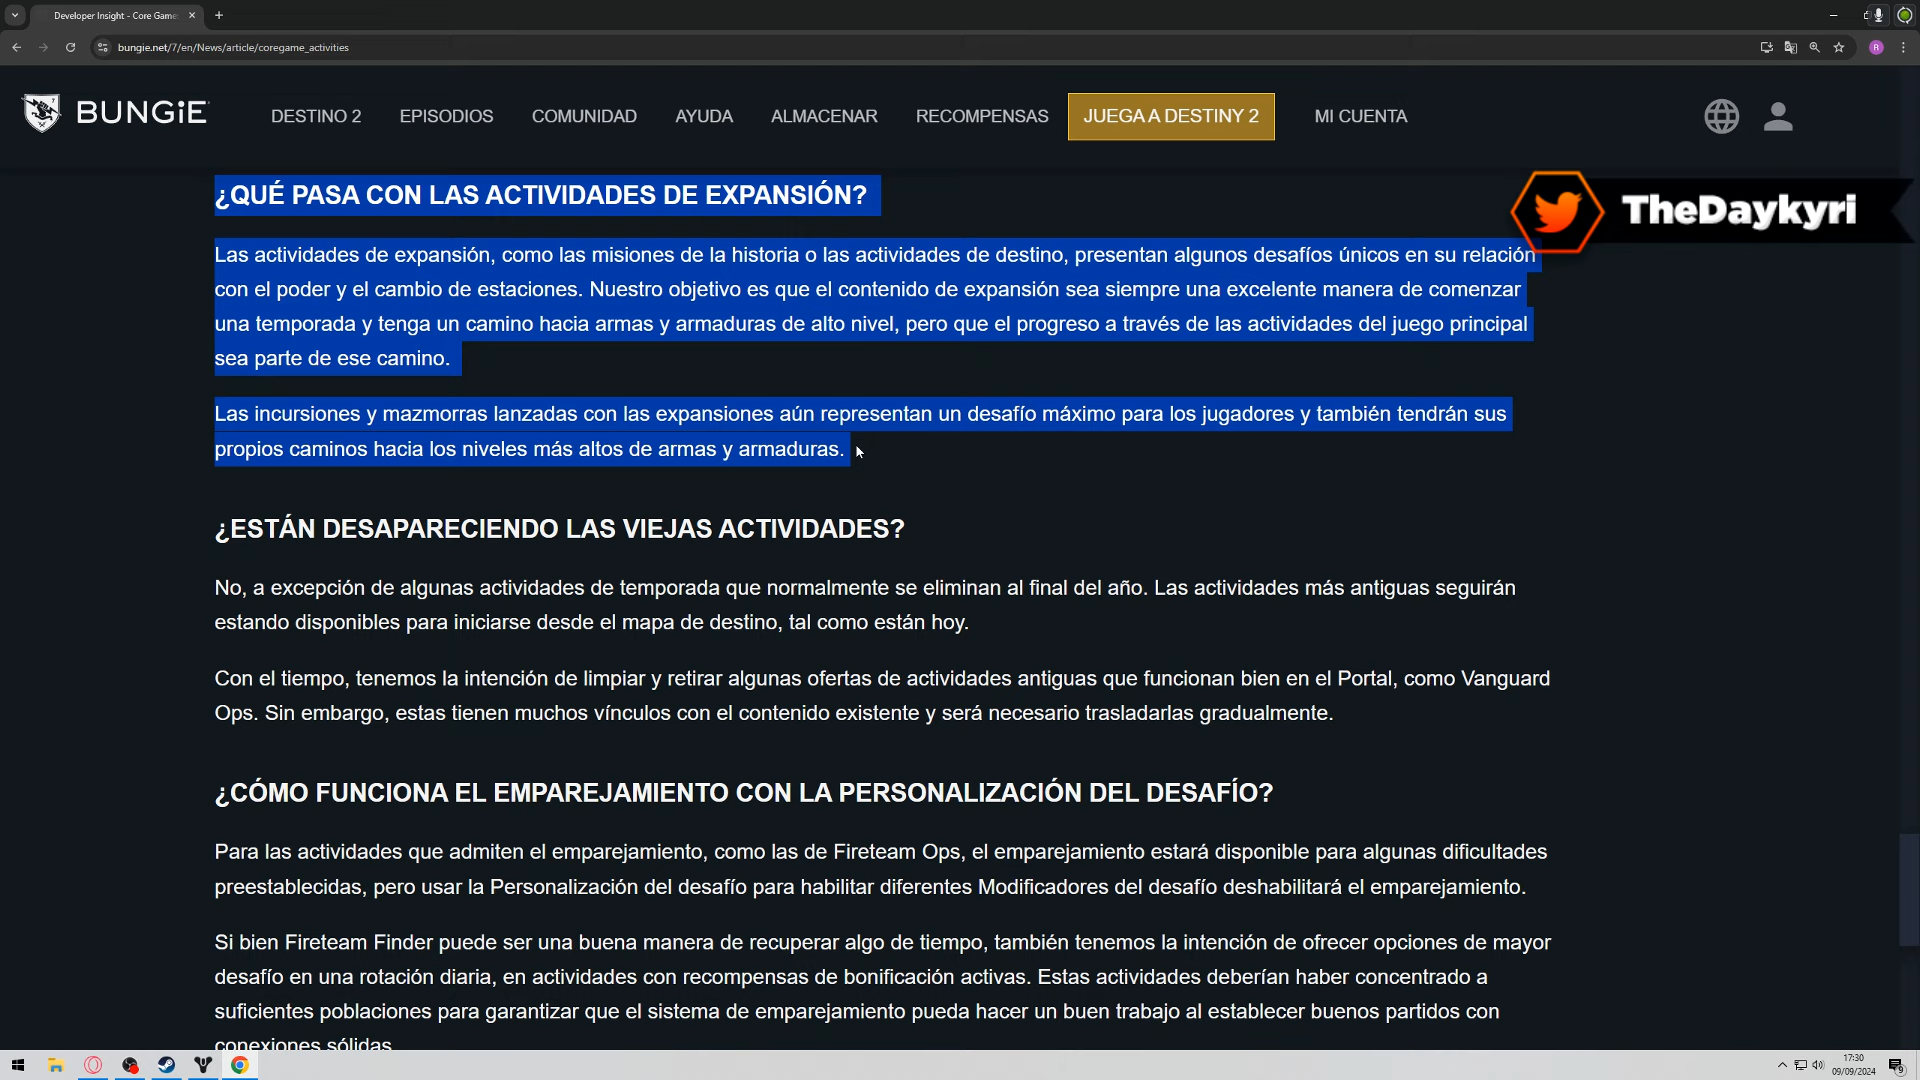 Developer Insight - Core Game
bungie.net/7/en/News/article/coregame_activities
R
BUNGiE
DESTINO 2 EPISODIOS COMUNIDAD AYUDA ALMACENAR RECOMPENSAS JUEGA A DESTINY 2 MI CUENTA
TheDaykyri
¿QUÉ PASA CON LAS ACTIVIDADES DE EXPANSIÓN?
Las actividades de expansión, como las misiones de la historia o las actividades de destino, presentan algunos desafíos únicos en su relación
con el poder y el cambio de estaciones. Nuestro objetivo es que el contenido de expansión sea siempre una excelente manera de comenzar
una temporada y tenga un camino hacia armas y armaduras de alto nivel, pero que el progreso a través de las actividades del juego principal
sea parte de ese camino.
Las incursiones y mazmorras lanzadas con las expansiones aún representan un desafío máximo para los jugadores y también tendrán sus
propios caminos hacia los niveles más altos de armas y armaduras.
¿ESTÁN DESAPARECIENDO LAS VIEJAS ACTIVIDADES?
No, a excepción de algunas actividades de temporada que normalmente se eliminan al final del año. Las actividades más antiguas seguirán
estando disponibles para iniciarse desde el mapa de destino, tal como están hoy.
Con el tiempo, tenemos la intención de limpiar y retirar algunas ofertas de actividades antiguas que funcionan bien en el Portal, como Vanguard
Ops. Sin embargo, estas tienen muchos vínculos con el contenido existente y será necesario trasladarlas gradualmente.
¿CÓMO FUNCIONA EL EMPAREJAMIENTO CON LA PERSONALIZACIÓN DEL DESAFÍO?
Para las actividades que admiten el emparejamiento, como las de Fireteam Ops, el emparejamiento estará disponible para algunas dificultades
preestablecidas, pero usar la Personalización del desafío para habilitar diferentes Modificadores del desafío deshabilitará el emparejamiento.
Si bien Fireteam Finder puede ser una buena manera de recuperar algo de tiempo, también tenemos la intención de ofrecer opciones de mayor
desafío en una rotación diaria, en actividades con recompensas de bonificación activas. Estas actividades deberían haber concentrado a
suficientes poblaciones para garantizar que el sistema de emparejamiento pueda hacer un buen trabajo al establecer buenos partidos con
conexiones sólidas.
17:30
09/09/2024